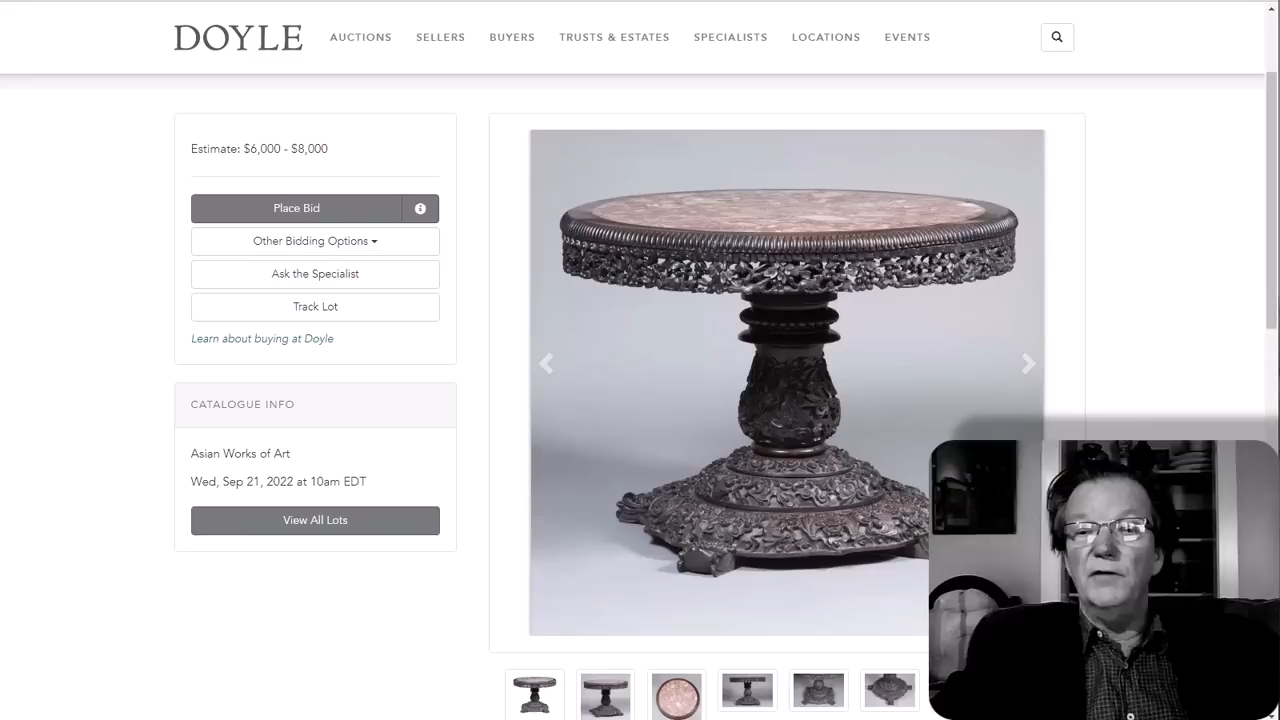 DOYLE
AUCTIONS SELLERS BUYERS TRUSTS & ESTATES SPECIALISTS LOCATIONS EVENTS
Estimate: $6,000 - $8,000
Place Bid
Other Bidding Options
Ask the Specialist
Track Lot
Learn about buying at Doyle
CATALOGUE INFO
Asian Works of Art
Wed, Sep 21, 2022 at 10am EDT
View All Lots